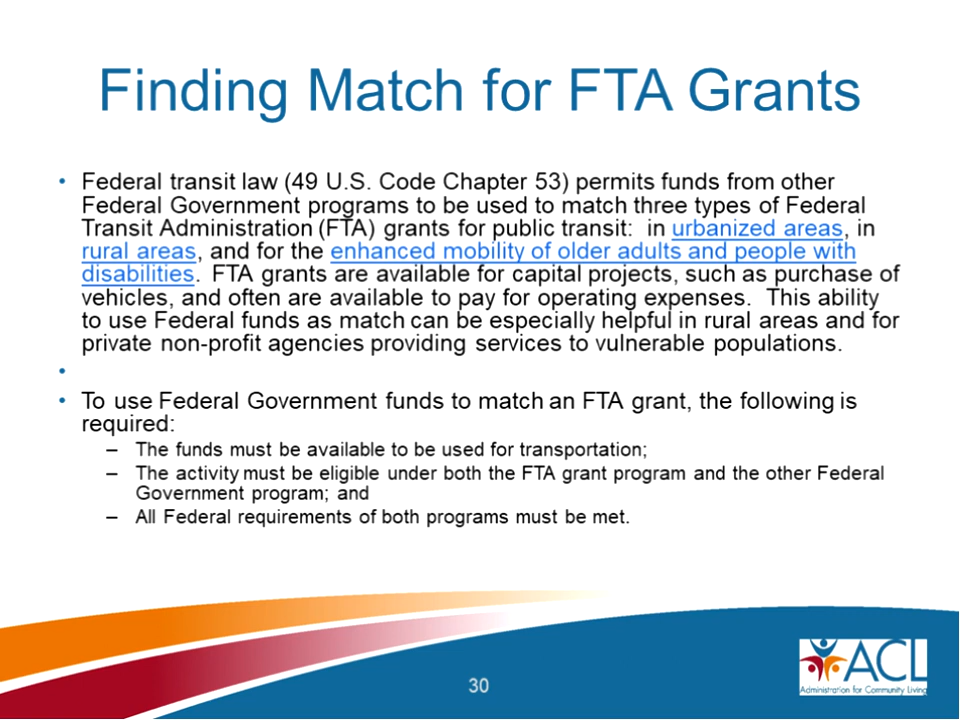 Finding Match for FTA Grants
• Federal transit law (49 U.S. Code Chapter 53) permits funds from other
Federal Government programs to be used to match three types of Federal
Transit Administration (FTA) grants for public transit: in urbanized areas, in
rural areas, and for the enhanced mobility of older adults and people with
disabilities. FTA grants are available for capital projects, such as purchase of
vehicles, and often are available to pay for operating expenses. This ability
to use Federal funds as match can be especially helpful in rural areas and for
private non-profit agencies providing services to vulnerable populations.
•
• To use Federal Government funds to match an FTA grant, the following is
required:
– The funds must be available to be used for transportation;
– The activity must be eligible under both the FTA grant program and the other Federal
Government program; and
– All Federal requirements of both programs must be met.
30
ACL
Administration for Community Living